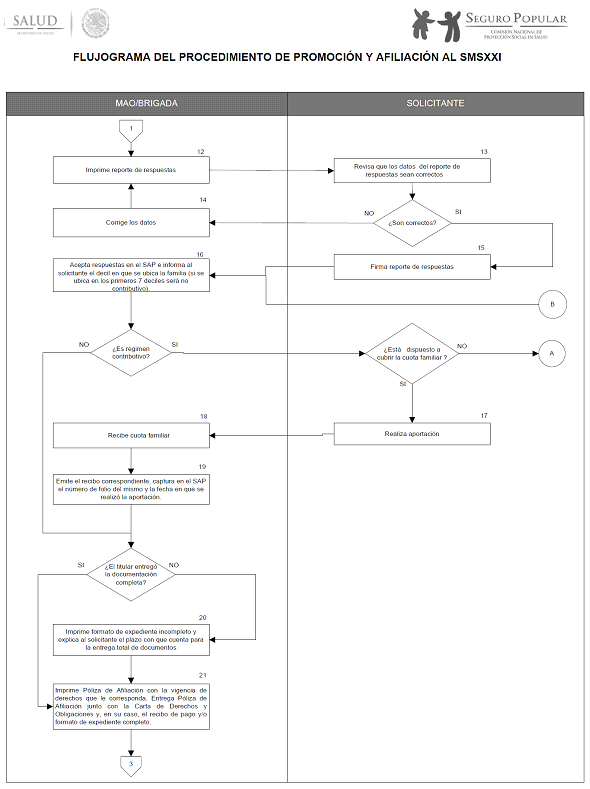 SALUD
SECRETARÍA DE SALUD
SEGURO POPULAR
COMISIÓN NACIONAL DE
PROTECCIÓN SOCIAL EN SALUD
FLUJOGRAMA DEL PROCEDIMIENTO DE PROMOCIÓN Y AFILIACIÓN AL SMSXXI
MAO/BRIGADA
SOLICITANTE
1
12
Imprime reporte de respuestas
13
Revisa que los datos del reporte de
respuestas sean correctos
14
Corrige los datos
NO
¿Son correctos?
SI
15
Firma reporte de respuestas
16
Acepta respuestas en el SAP e informa al
solicitante el decil en que se ubica la familia (si se
ubica en los primeros 7 deciles será no
contributivo).
B
NO
¿Es régimen
contributivo?
SI
¿Está dispuesto a
cubrir la cuota familiar ?
NO
A
SI
17
Realiza aportación
18
Recibe cuota familiar
19
Emite el recibo correspondiente, captura en el SAP
el número de folio del mismo y la fecha en que se
realizó la aportación.
SI
¿El titular entregó
la documentación
completa?
NO
20
Imprime formato de expediente incompleto y
explica al solicitante el plazo con que cuenta para
la entrega total de documentos
21
Imprime Póliza de Afiliación con la vigencia de
derechos que le corresponda. Entrega Póliza de
Afiliación junto con la Carta de Derechos y
Obligaciones y, en su caso, el recibo de pago y/o
formato de expediente completo.
3